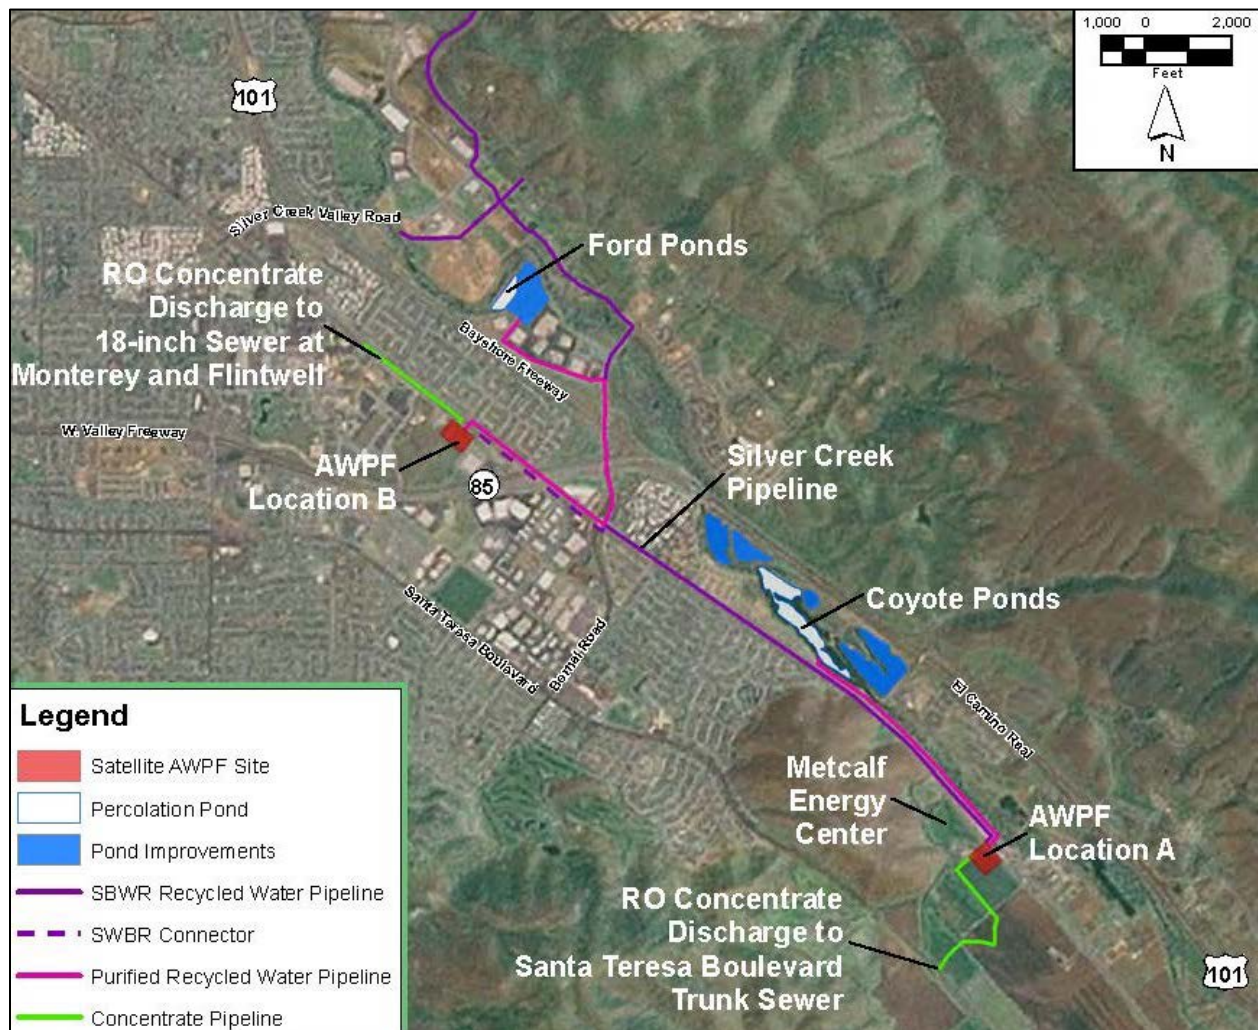 1,000 0 2,000
Feet
N
101
Silver Creek Valley Road
Ford Ponds
RO Concentrate
Discharge to
18-inch Sewer at
Monterey and Flintwell
Bayshore Freeway
W. Valley Freeway
AWPF
Location B
85
Silver Creek
Pipeline
Coyote Ponds
Santa Teresa Boulevard
Bernal Road
El Camino Real
Metcalf
Energy
Center
AWPF
Location A
RO Concentrate
Discharge to
Santa Teresa Boulevard
Trunk Sewer
101
Legend
Satellite AWPF Site
Percolation Pond
Pond Improvements
SBWR Recycled Water Pipeline
SWBR Connector
Purified Recycled Water Pipeline
Concentrate Pipeline